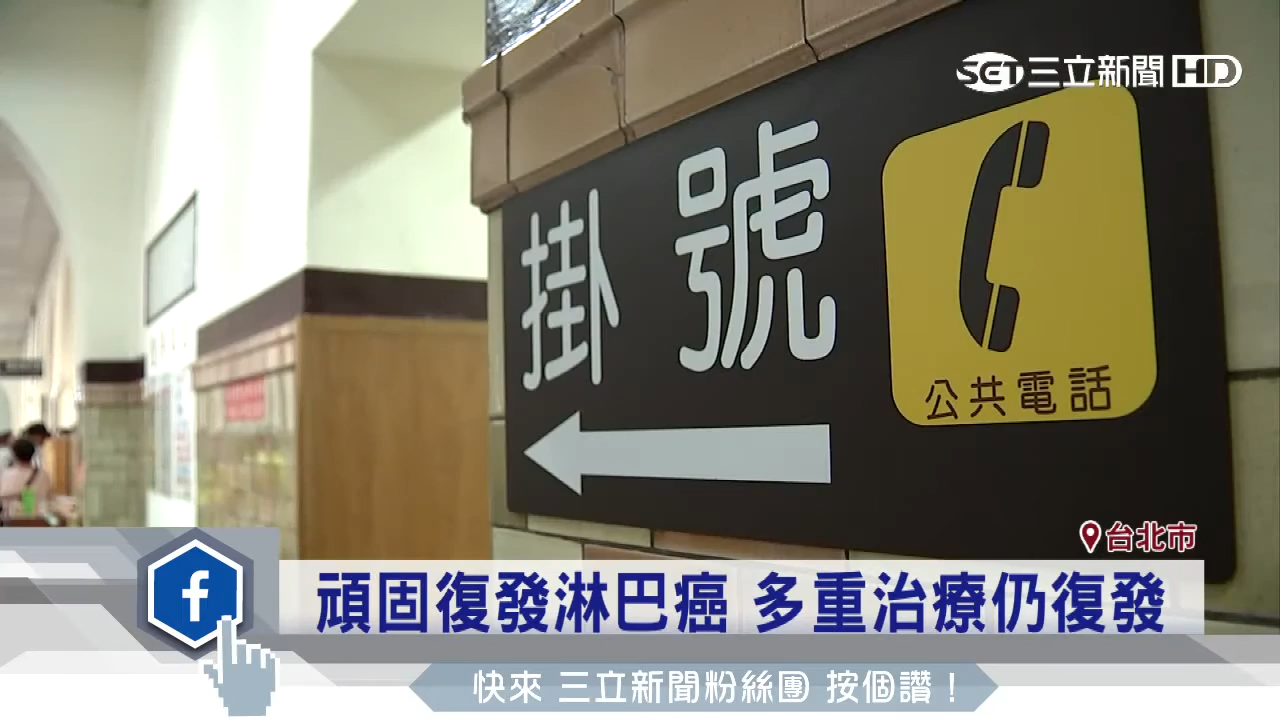 SET三立新聞HD
掛號
公共電話
台北市
頑固復發淋巴癌 多重治療仍復發
快來 三立新聞粉絲團 按個讚！